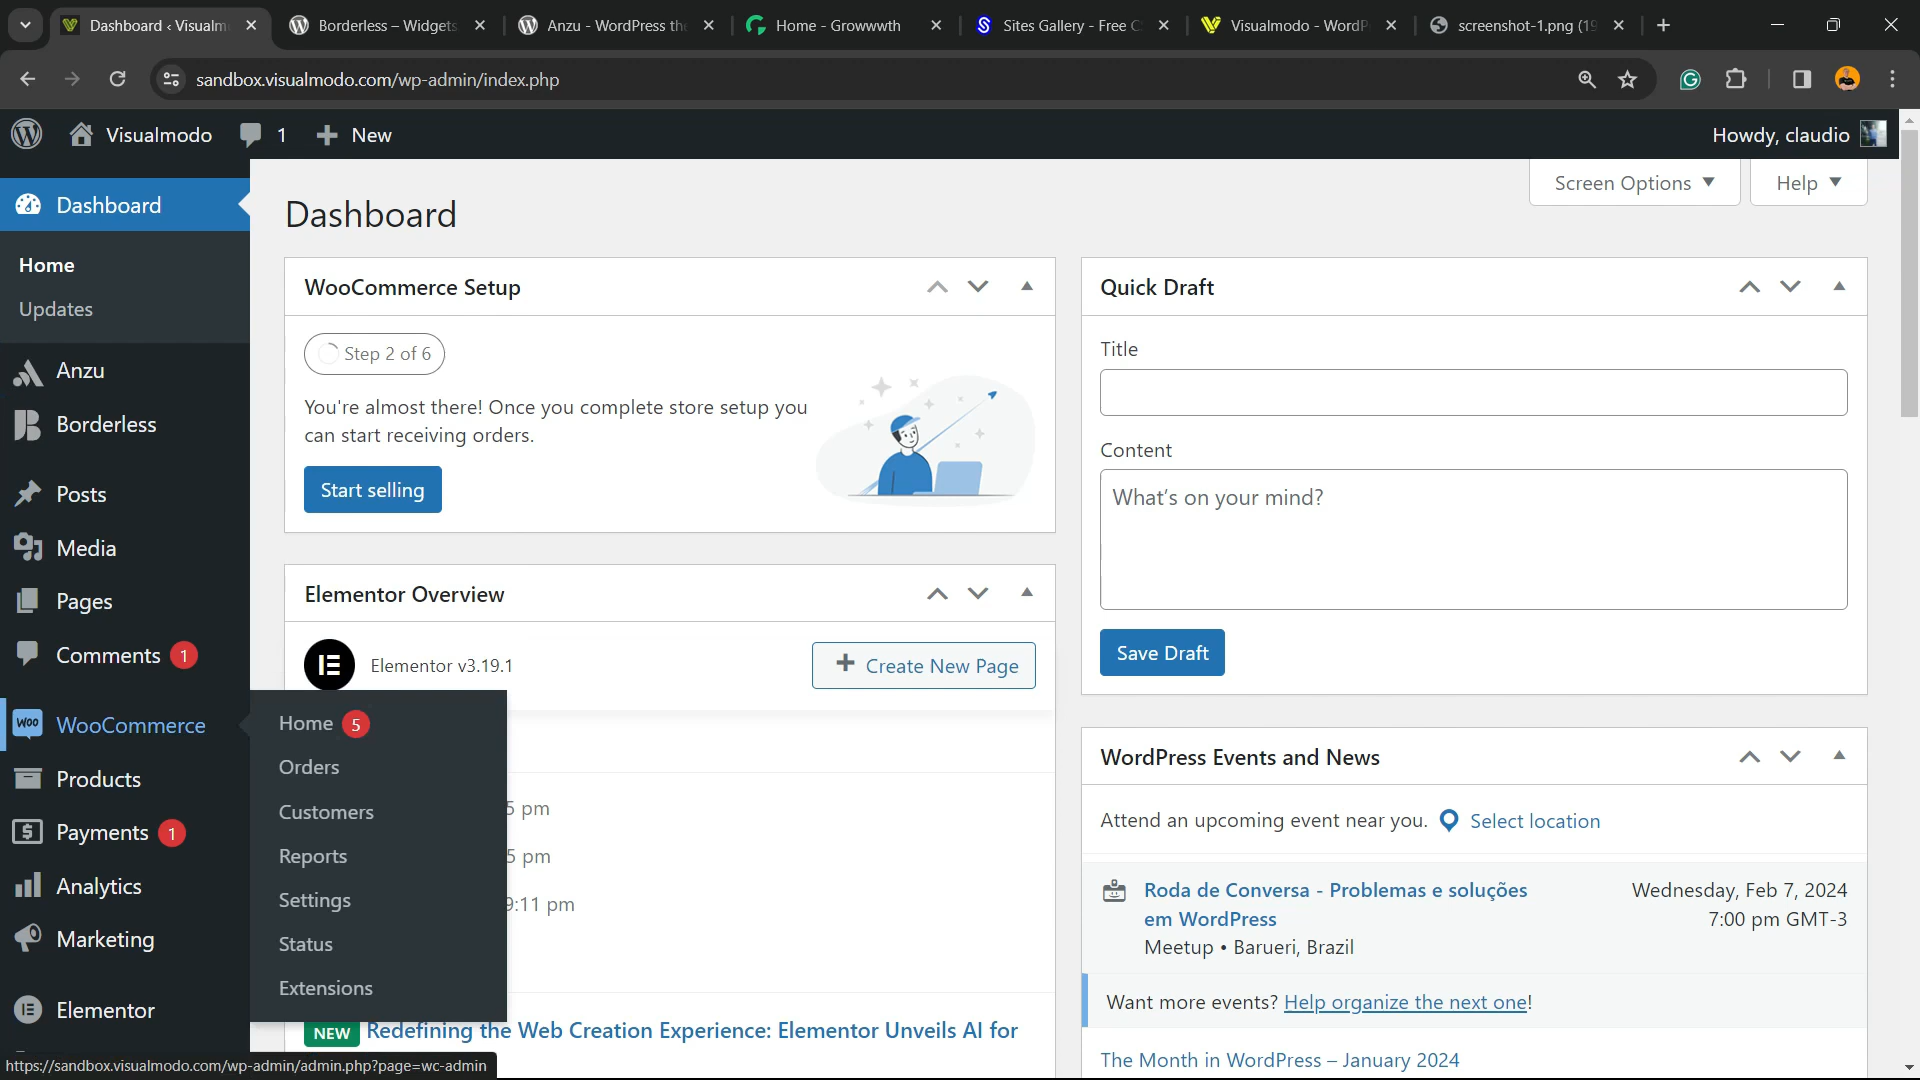 Dashboard ‹ Visualm
Borderless – Widgets
Anzu - WordPress the
Home - Growwwth
Sites Gallery - Free C
Visualmodo - WordP
screenshot-1.png (19
sandbox.visualmodo.com/wp-admin/index.php
Visualmodo
1
New
Howdy, claudio
Dashboard
Home
Updates
Anzu
Borderless
Posts
Media
Pages
Comments 1
WooCommerce
Products
Payments 1
Analytics
Marketing
Elementor
Home 5
Orders
Customers
Reports
Settings
Status
Extensions
Screen Options
Help
Dashboard
WooCommerce Setup
Step 2 of 6
You're almost there! Once you complete store setup you
can start receiving orders.
Start selling
Elementor Overview
Elementor v3.19.1
Create New Page
5 pm
5 pm
9:11 pm
NEW Redefining the Web Creation Experience: Elementor Unveils AI for
Quick Draft
Title
Content
What's on your mind?
Save Draft
WordPress Events and News
Attend an upcoming event near you. Select location
Roda de Conversa - Problemas e soluções
em WordPress
Meetup • Barueri, Brazil
Wednesday, Feb 7, 2024
7:00 pm GMT-3
Want more events? Help organize the next one!
The Month in WordPress – January 2024
https://sandbox.visualmodo.com/wp-admin/admin.php?page=wc-admin